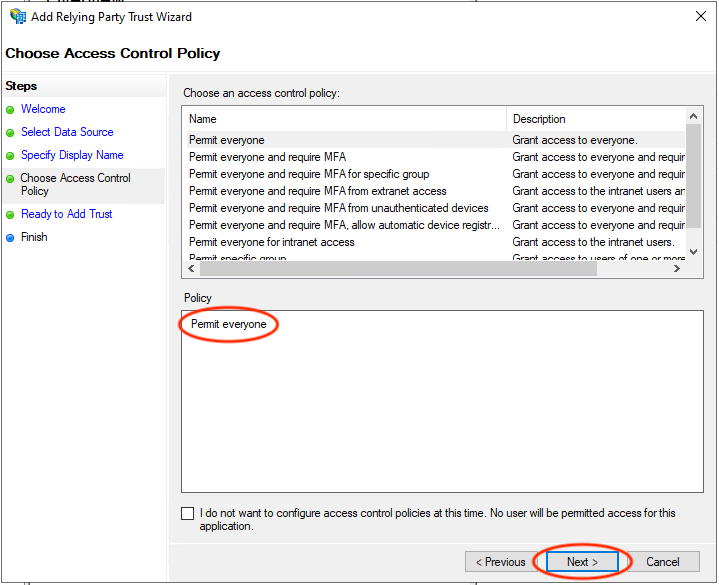 Add Relying Party Trust Wizard
Choose Access Control Policy
Steps
Welcome
Select Data Source
Specify Display Name
Choose Access Control
Policy
Ready to Add Trust
Finish
Choose an access control policy:
Name Description
Permit everyone Grant access to everyone.
Permit everyone and require MFA Grant access to everyone and requir
Permit everyone and require MFA for specific group Grant access to everyone and requir
Permit everyone and require MFA from extranet access Grant access to the intranet users an
Permit everyone and require MFA from unauthenticated devices Grant access to everyone and requir
Permit everyone and require MFA, allow automatic device registr... Grant access to everyone and requir
Permit everyone for intranet access Grant access to the intranet users.
Permit specific group Grant access to users of one or more
Policy
Permit everyone
I do not want to configure access control policies at this time. No user will be permitted access for this
application.
< Previous Next > Cancel